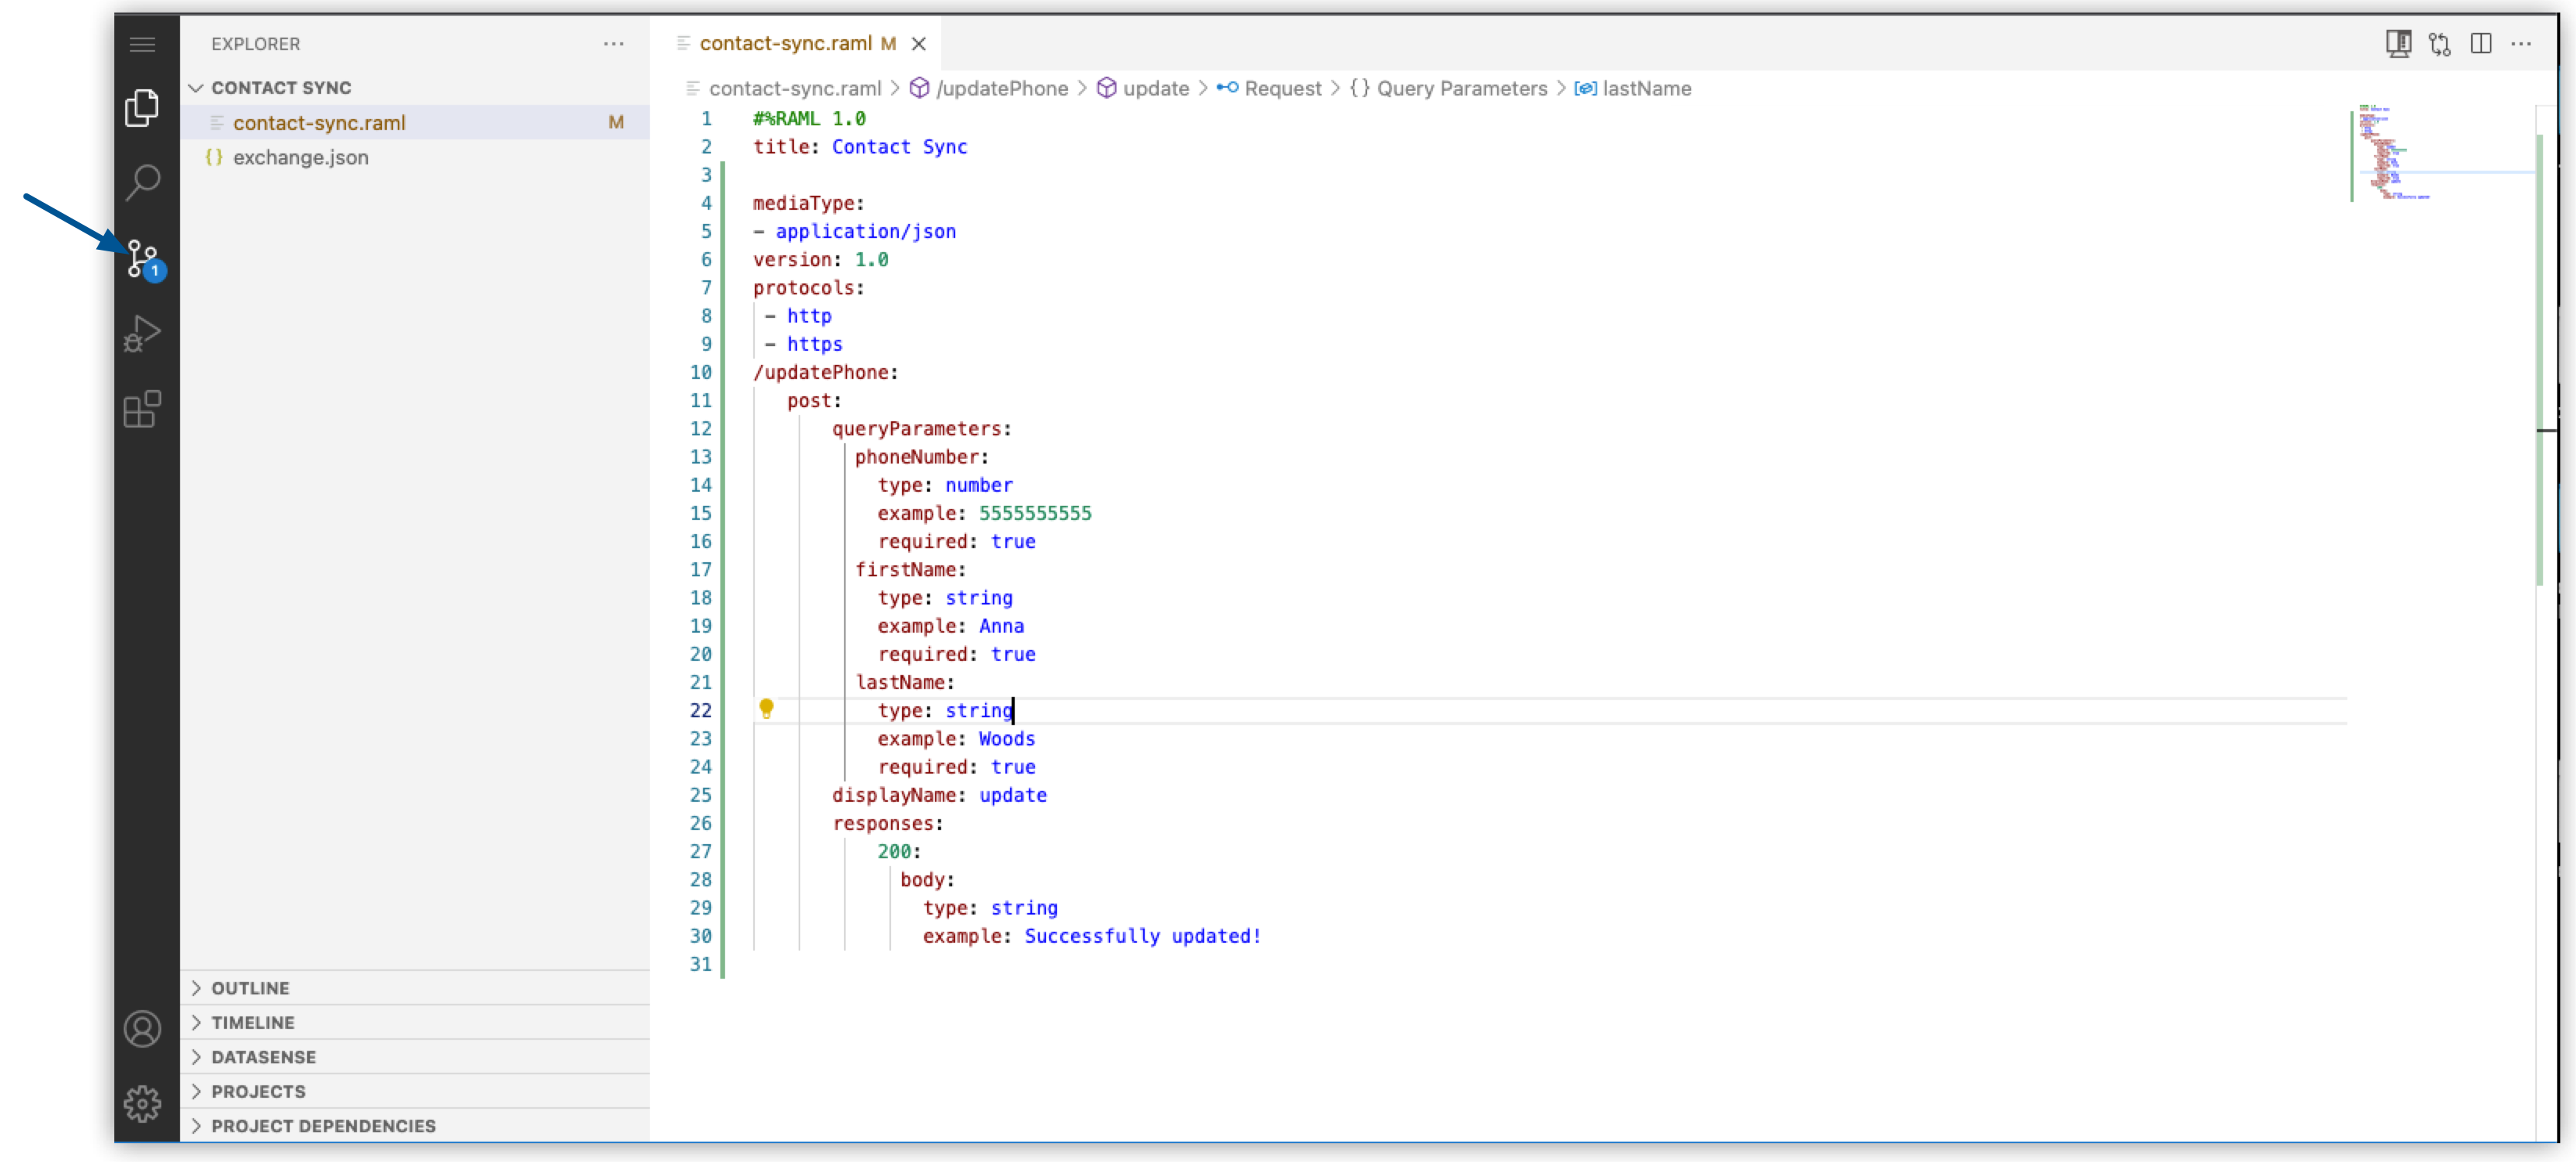 EXPLORER ...
CONTACT SYNC
contact-sync.raml M
exchange.json
1
OUTLINE
TIMELINE
DATASENSE
PROJECTS
PROJECT DEPENDENCIES
contact-sync.raml M
contact-sync.raml > /updatePhone > update > Request > {} Query Parameters > lastName
1 #%RAML 1.0
2 title: Contact Sync
3
4 mediaType:
5 - application/json
6 version: 1.0
7 protocols:
8 - http
9 - https
10 /updatePhone:
11 post:
12 queryParameters:
13 phoneNumber:
14 type: number
15 example: 5555555555
16 required: true
17 firstName:
18 type: string
19 example: Anna
20 required: true
21 lastName:
22 type: string
23 example: Woods
24 required: true
25 displayName: update
26 responses:
27 200:
28 body:
29 type: string
30 example: Successfully updated!
31